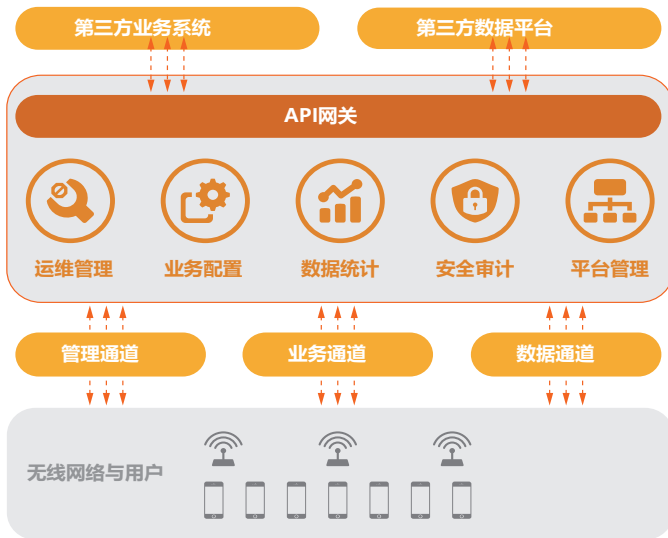 第三方业务系统
第三方数据平台
API网关
运维管理
业务配置
数据统计
安全审计
平台管理
管理通道
业务通道
数据通道
无线网络与用户